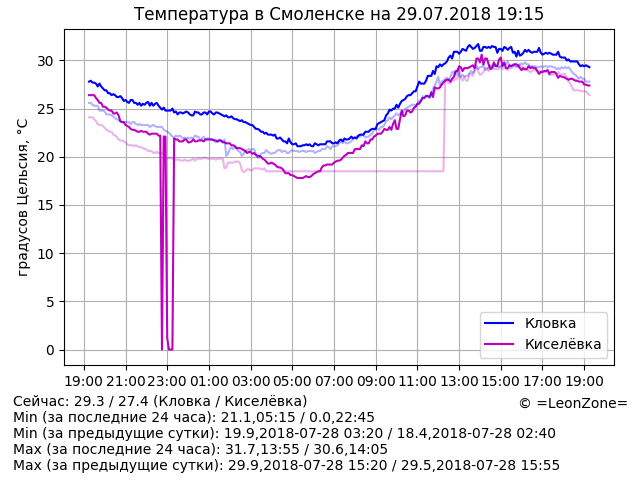 Температура в Смоленске на 29.07.2018 19:15
градусов Цельсия, °C
30
25
20
15
10
5
0
Кловка
Киселёвка
19:00 21:00 23:00 01:00 03:00 05:00 07:00 09:00 11:00 13:00 15:00 17:00 19:00
Сейчас: 29.3 / 27.4 (Кловка / Киселёвка)
© =LeonZone=
Min (за последние 24 часа): 21.1,05:15 / 0.0,22:45
Min (за предыдущие сутки): 19.9,2018-07-28 03:20 / 18.4,2018-07-28 02:40
Max (за последние 24 часа): 31.7,13:55 / 30.6,14:05
Max (за предыдущие сутки): 29.9,2018-07-28 15:20 / 29.5,2018-07-28 15:55